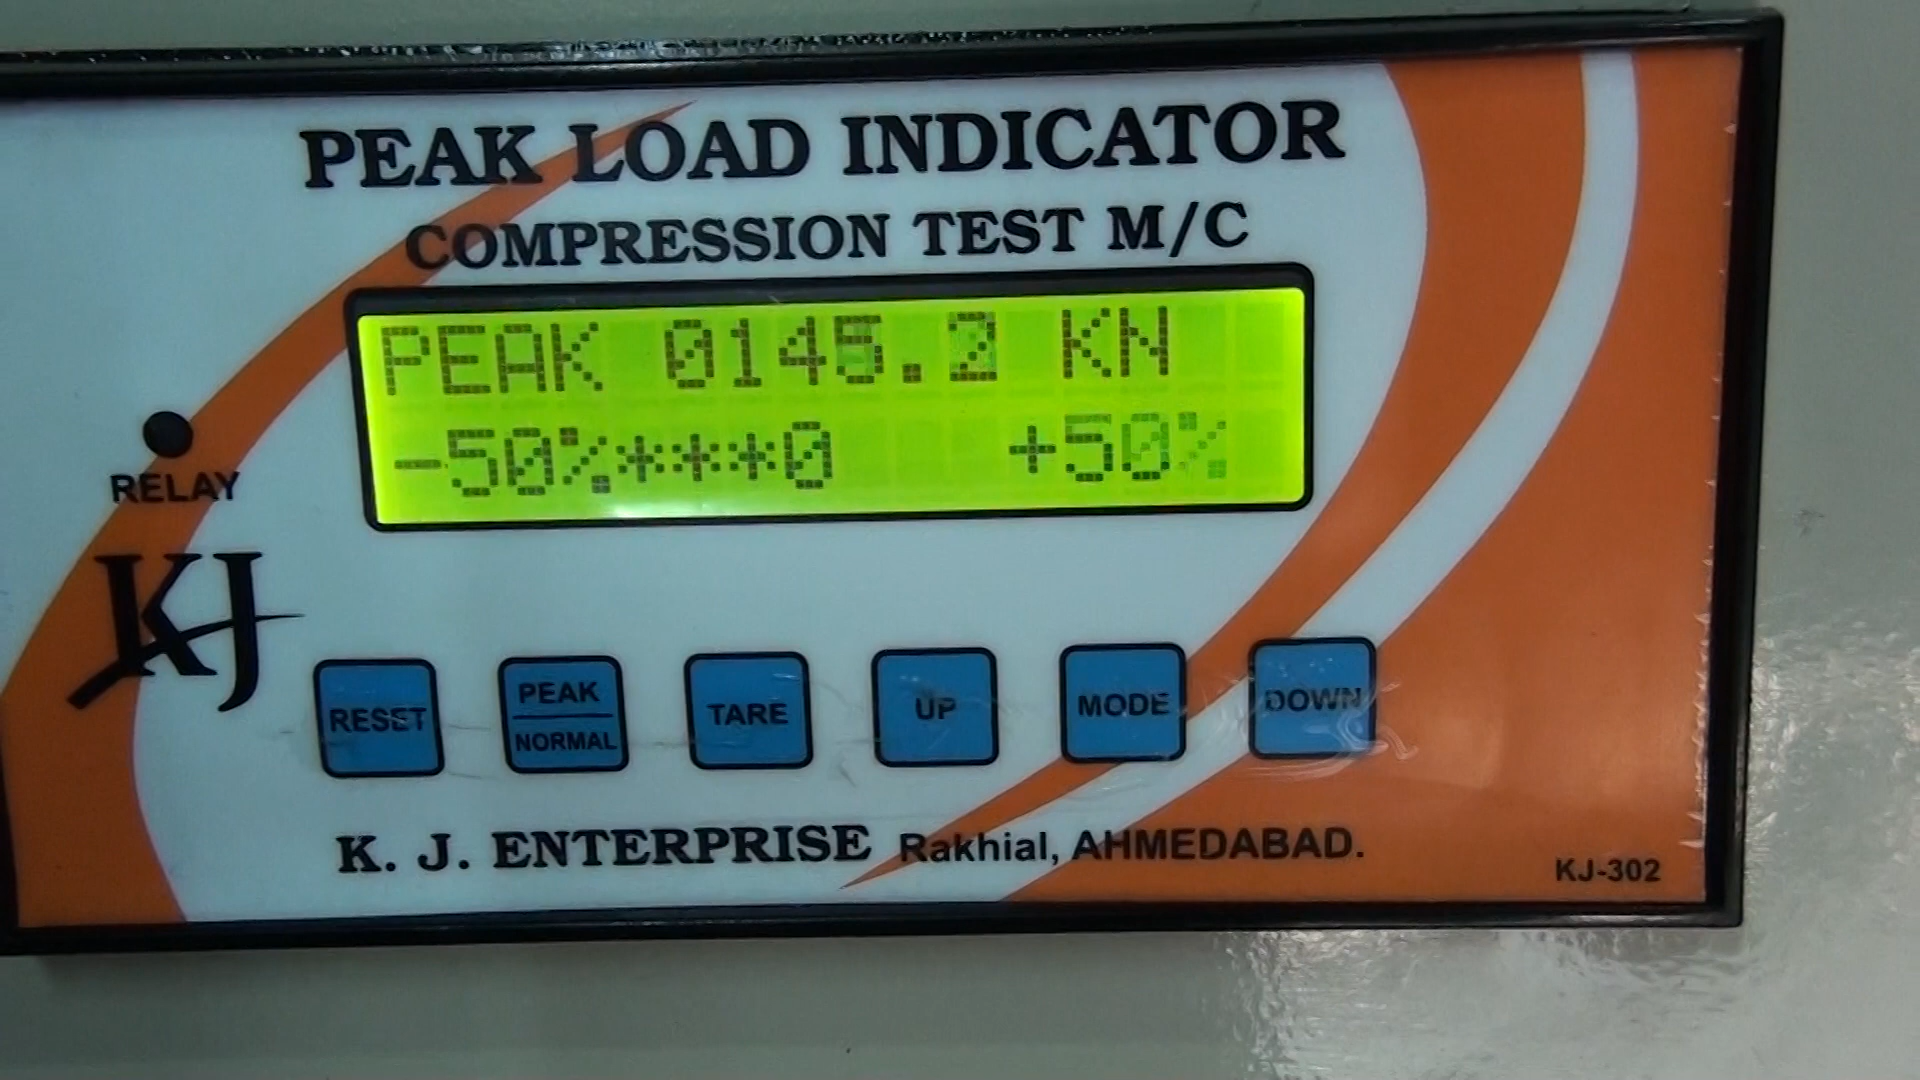 PEAK LOAD INDICATOR
COMPRESSION TEST M/C
PEAK 0145.2 KN
-50%***0 +50%
RELAY
KJ
RESET
PEAK
NORMAL
TARE
UP
MODE
DOWN
K. J. ENTERPRISE Rakhial, AHMEDABAD.
KJ-302